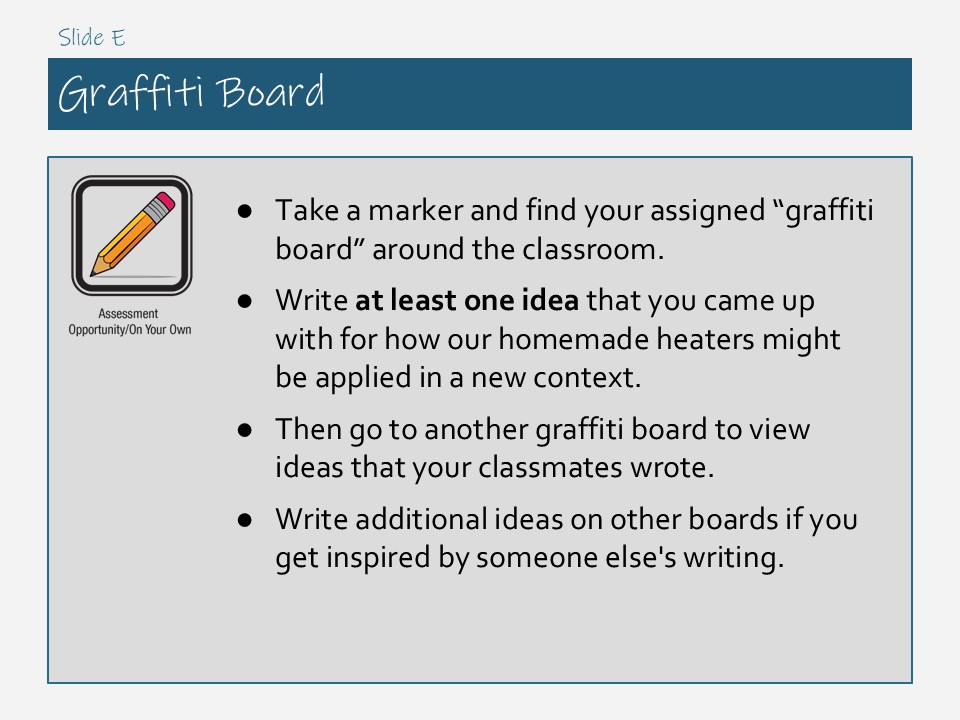 Slide E
Graffiti Board
Assessment
Opportunity/On Your Own
● Take a marker and find your assigned “graffiti
board” around the classroom.
● Write at least one idea that you came up
with for how our homemade heaters might
be applied in a new context.
● Then go to another graffiti board to view
ideas that your classmates wrote.
● Write additional ideas on other boards if you
get inspired by someone else's writing.